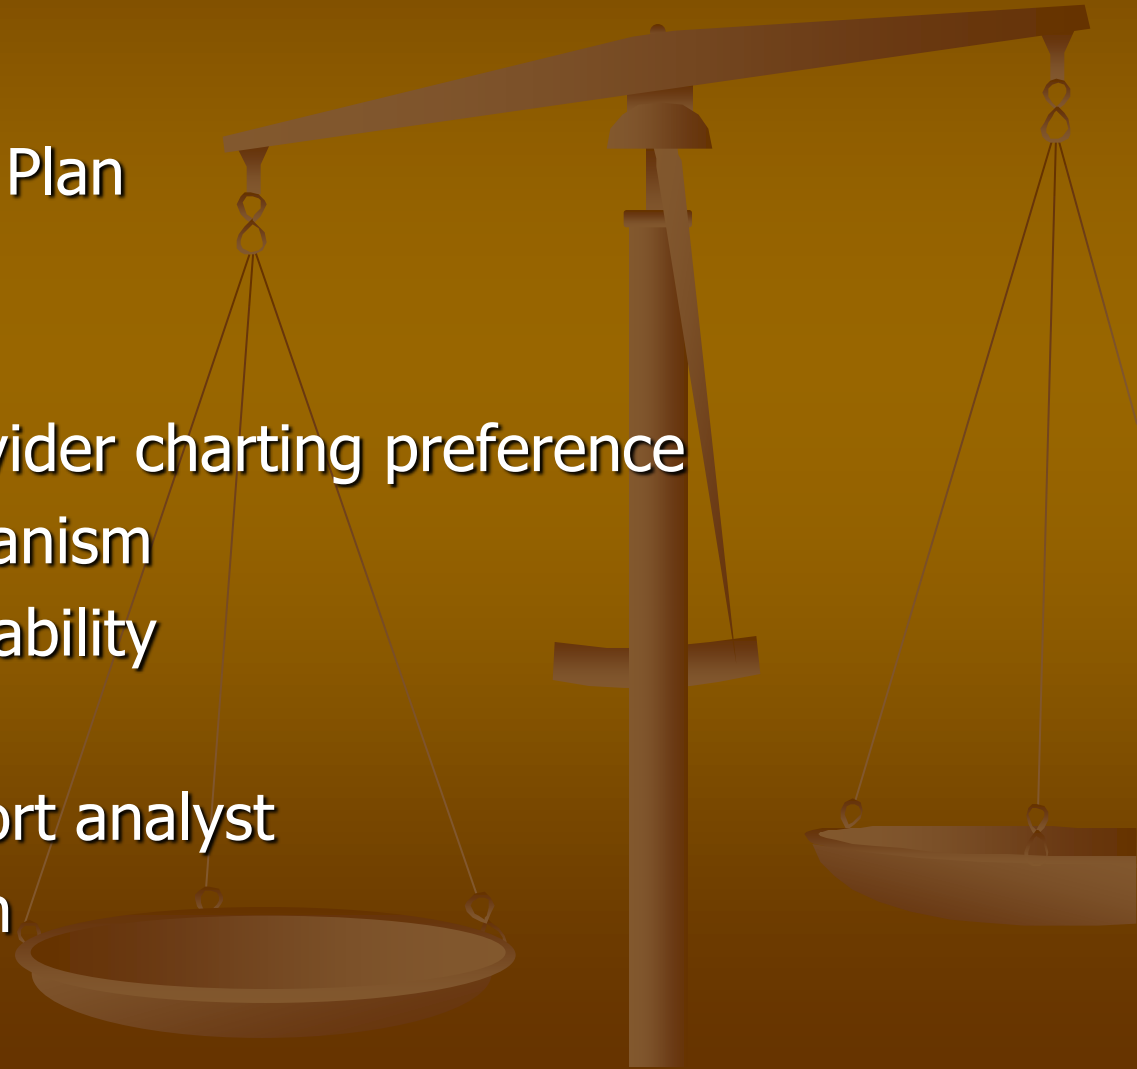 Plan
vider charting preference
anism
ability
ort analyst
n